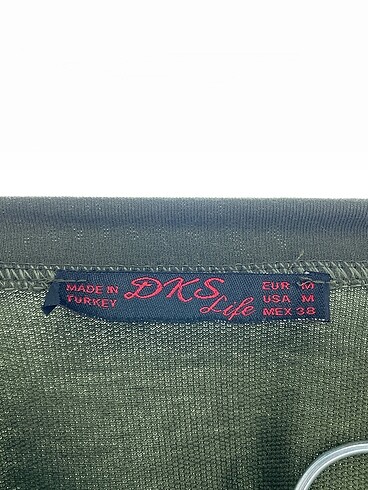 MADE IN
TURKEY
DKS
Life
EUR M
USA M
MEX 38